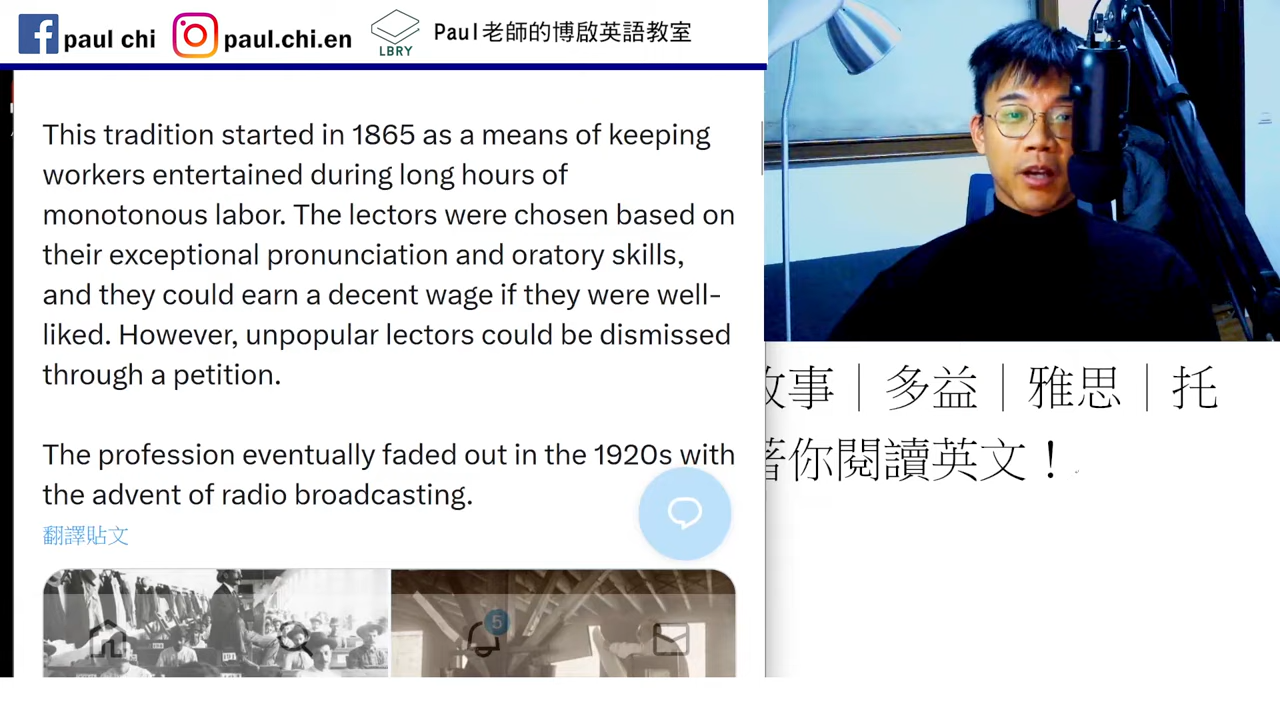 paul chi
paul.chi.en
LBRY
Paul老師的博啟英語教室
This tradition started in 1865 as a means of keeping
workers entertained during long hours of
monotonous labor. The lectors were chosen based on
their exceptional pronunciation and oratory skills,
and they could earn a decent wage if they were well-
liked. However, unpopular lectors could be dismissed
through a petition.
The profession eventually faded out in the 1920s with
the advent of radio broadcasting.
翻譯貼文
5
事｜多益｜雅思｜托
你閱讀英文！